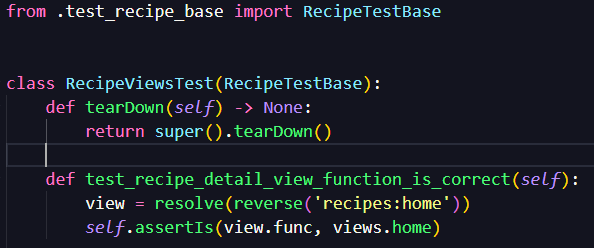 from .test_recipe_base import RecipeTestBase
class RecipeViewsTest(RecipeTestBase):
def tearDown(self) -> None:
return super().tearDown()
def test_recipe_detail_view_function_is_correct(self):
view = resolve(reverse('recipes:home'))
self.assertIs(view.func, views.home)